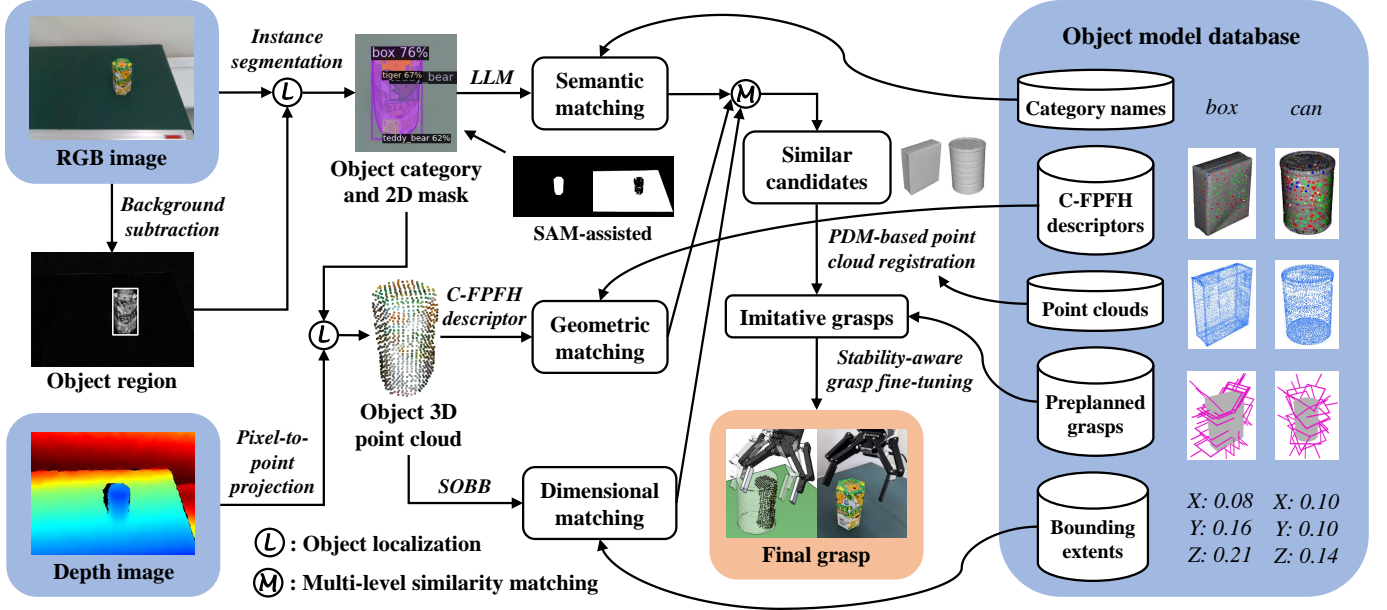 RGB image
Instance
segmentation
L
box 76%
tiger 67%
teddy_bear 62%
LLM
Semantic
matching
M
Object category
and 2D mask
SAM-assisted
Background
subtraction
Object region
Similar
candidates
PDM-based point
cloud registration
L
C-FPFH
descriptor
Geometric
matching
Imitative grasps
Stability-aware
grasp fine-tuning
Object 3D
point cloud
Depth image
Pixel-to-
point
projection
SOBB
Dimensional
matching
Final grasp
L : Object localization
M : Multi-level similarity matching
Object model database
Category names
box
can
C-FPFH
descriptors
Point clouds
Preplanned
grasps
Bounding
extents
X: 0.08
Y: 0.16
Z: 0.21
X: 0.10
Y: 0.10
Z: 0.14